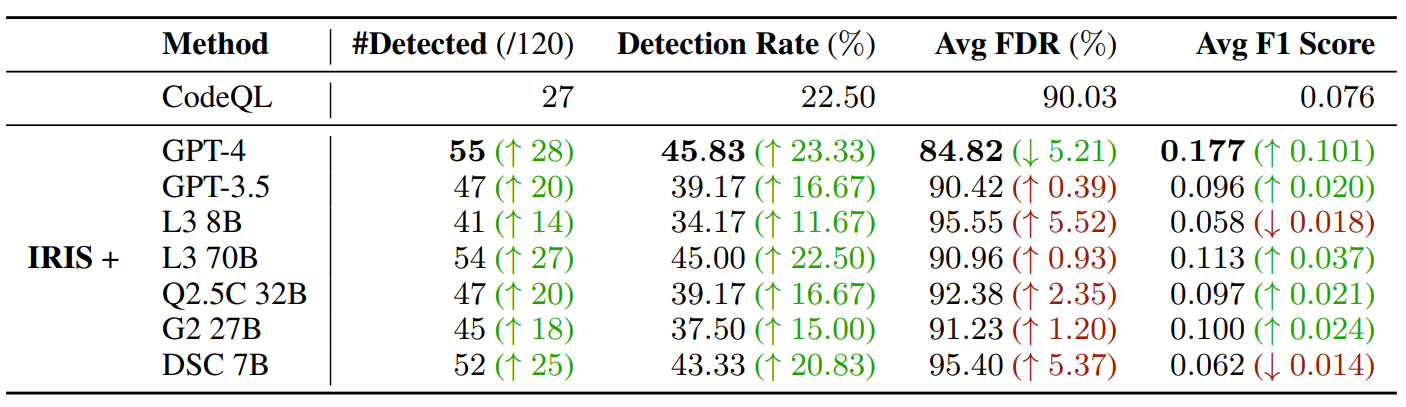 Method #Detected (/120) Detection Rate (%) Avg FDR (%) Avg F1 Score
CodeQL 27 22.50 90.03 0.076
GPT-4 55 (↑ 28) 45.83 (↑ 23.33) 84.82 (↓ 5.21) 0.177 (↑ 0.101)
GPT-3.5 47 (↑ 20) 39.17 (↑ 16.67) 90.42 (↑ 0.39) 0.096 (↑ 0.020)
L3 8B 41 (↑ 14) 34.17 (↑ 11.67) 95.55 (↑ 5.52) 0.058 (↓ 0.018)
IRIS + L3 70B 54 (↑ 27) 45.00 (↑ 22.50) 90.96 (↑ 0.93) 0.113 (↑ 0.037)
Q2.5C 32B 47 (↑ 20) 39.17 (↑ 16.67) 92.38 (↑ 2.35) 0.097 (↑ 0.021)
G2 27B 45 (↑ 18) 37.50 (↑ 15.00) 91.23 (↑ 1.20) 0.100 (↑ 0.024)
DSC 7B 52 (↑ 25) 43.33 (↑ 20.83) 95.40 (↑ 5.37) 0.062 (↓ 0.014)